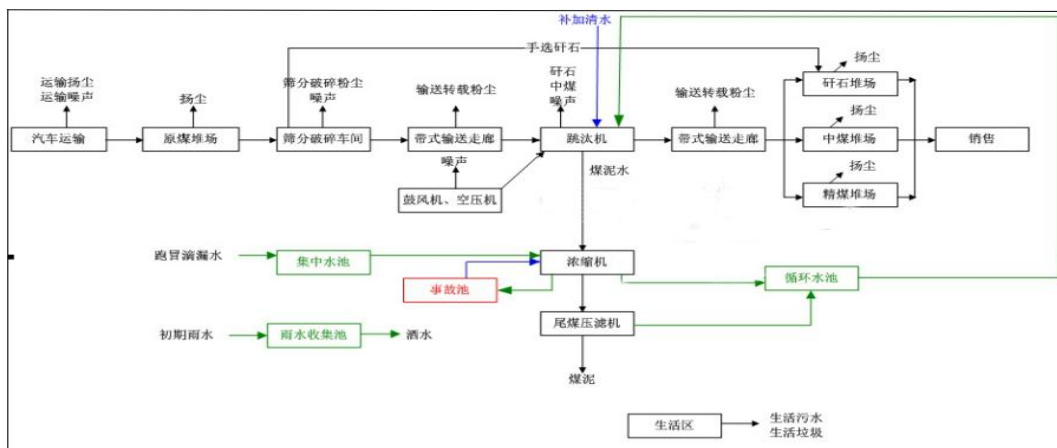 补加清水
手选矸石
运输扬尘
运输噪声
扬尘
筛分破碎粉尘
噪声
输送转载粉尘
矸石
中煤
噪声
输送转载粉尘
扬尘
矸石堆场
汽车运输
原煤堆场
筛分破碎车间
带式输送走廊
跳汰机
带式输送走廊
扬尘
中煤堆场
销售
噪声
煤泥水
扬尘
精煤堆场
鼓风机、空压机
跑冒滴漏水
集中水池
浓缩机
事故池
循环水池
初期雨水
雨水收集池
洒水
尾煤压滤机
煤泥
生活区
生活污水
生活垃圾